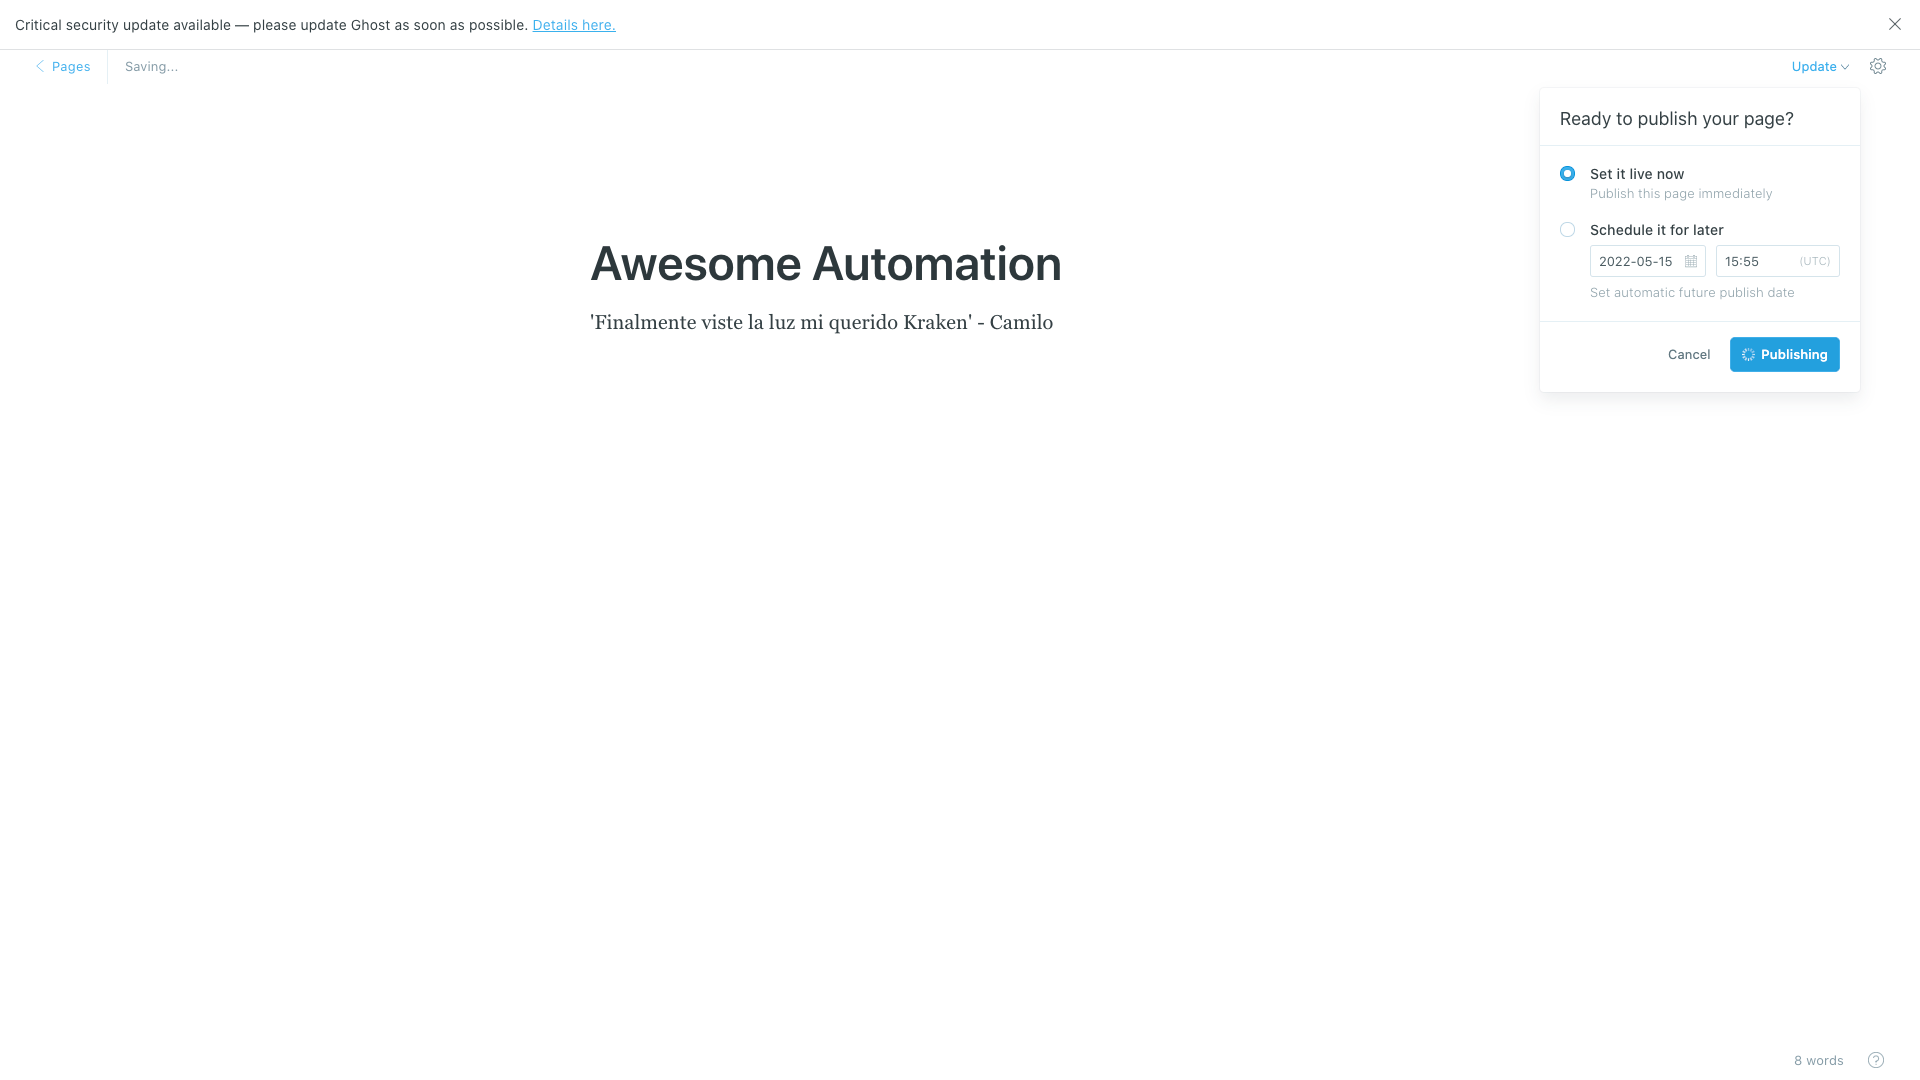 Critical security update available — please update Ghost as soon as possible. Details here.
Pages
Saving...
Update
Ready to publish your page?
Set it live now
Publish this page immediately
Schedule it for later
2022-05-15
15:55 (UTC)
Set automatic future publish date
Cancel
Publishing
Awesome Automation
'Finalmente viste la luz mi querido Kraken' - Camilo
8 words
?